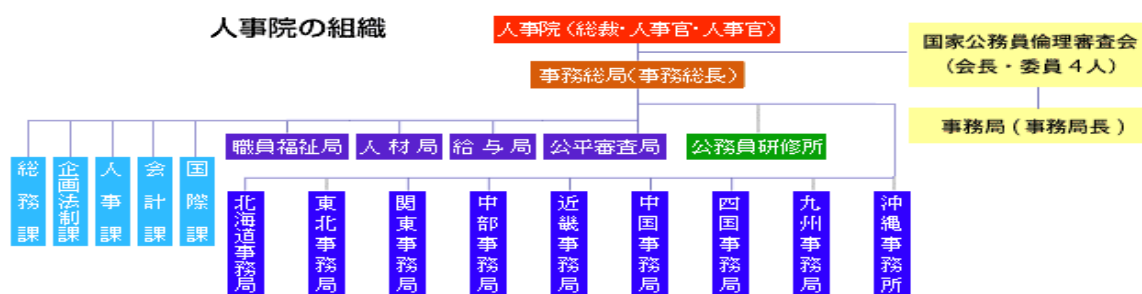 人事院の組織
人事院（総裁・人事官・人事官）
国家公務員倫理審査会
（会長・委員４人）
事務総局(事務総長)
事務局（事務局長）
職員福祉局
人材局
給与局
公平審査局
公務員研修所
総務課
企画法制課
人事課
会計課
国際課
北海道事務局
東北事務局
関東事務局
中部事務局
近畿事務局
中国事務局
四国事務局
九州事務局
沖縄事務所